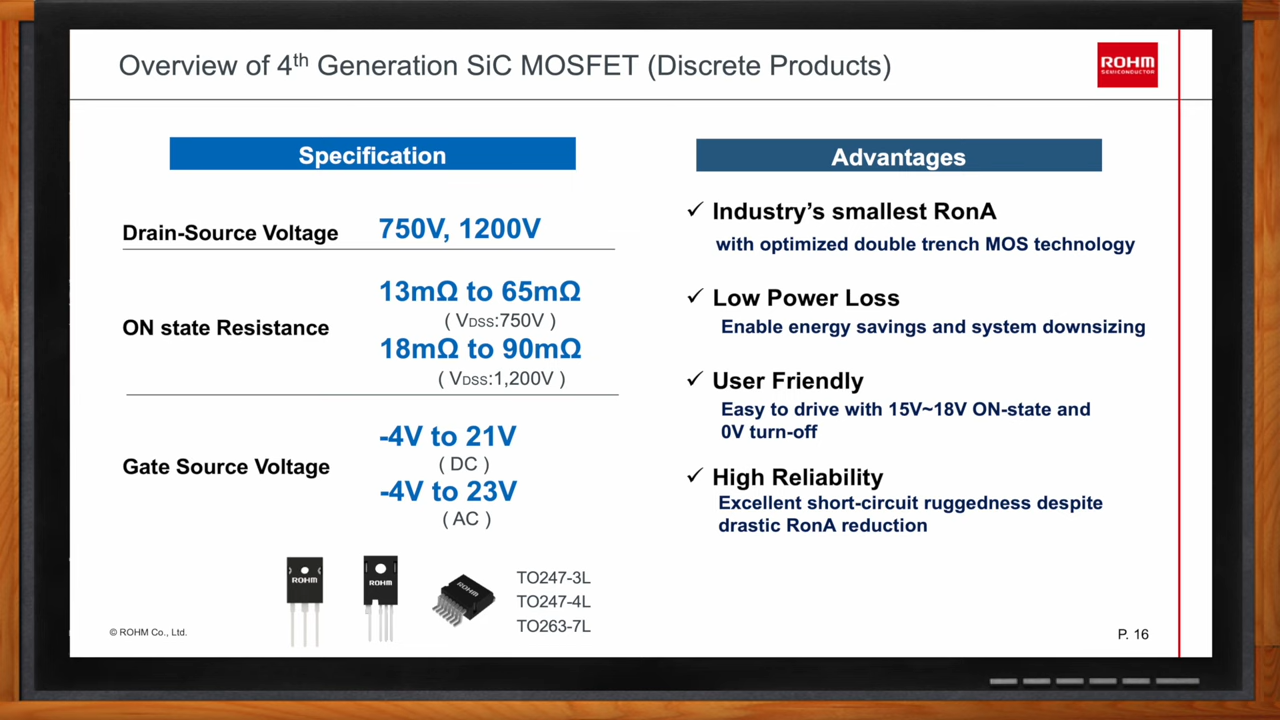 Overview of 4th Generation SiC MOSFET (Discrete Products)
ROHM
SEMICONDUCTOR
Specification
Drain-Source Voltage
750V, 1200V
ON state Resistance
13mΩ to 65mΩ
( VDSS:750V )
18mΩ to 90mΩ
( VDSS:1,200V )
Gate Source Voltage
-4V to 21V
( DC )
-4V to 23V
( AC )
ROHM
ROHM
ROHM
TO247-3L
TO247-4L
TO263-7L
Advantages
✓ Industry’s smallest RonA
with optimized double trench MOS technology
✓ Low Power Loss
Enable energy savings and system downsizing
✓ User Friendly
Easy to drive with 15V~18V ON-state and
0V turn-off
✓ High Reliability
Excellent short-circuit ruggedness despite
drastic RonA reduction
© ROHM Co., Ltd.
P. 16